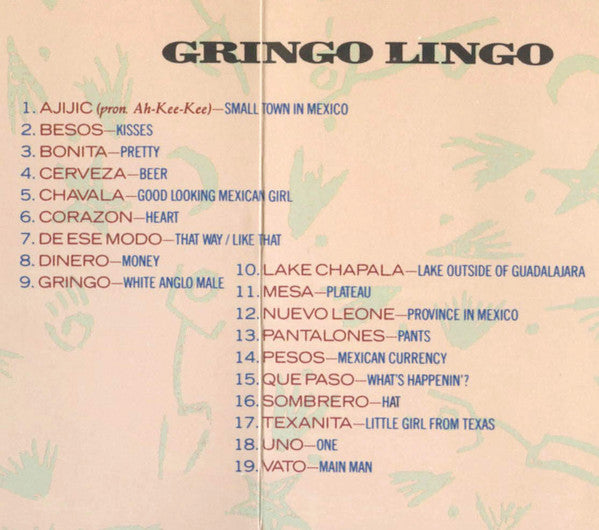 GRINGO LINGO
1. AJIJIC (pron. Ah-Kee-Kee)—SMALL TOWN IN MEXICO
2. BESOS—KISSES
3. BONITA—PRETTY
4. CERVEZA—BEER
5. CHAVALA—GOOD LOOKING MEXICAN GIRL
6. CORAZON—HEART
7. DE ESE MODO—THAT WAY / LIKE THAT
8. DINERO—MONEY
9. GRINGO—WHITE ANGLO MALE
10. LAKE CHAPALA—LAKE OUTSIDE OF GUADALAJARA
11. MESA—PLATEAU
12. NUEVO LEONE—PROVINCE IN MEXICO
13. PANTALONES—PANTS
14. PESOS—MEXICAN CURRENCY
15. QUE PASO—WHAT'S HAPPENIN'?
16. SOMBRERO—HAT
17. TEXANITA—LITTLE GIRL FROM TEXAS
18. UNO—ONE
19. VATO—MAIN MAN